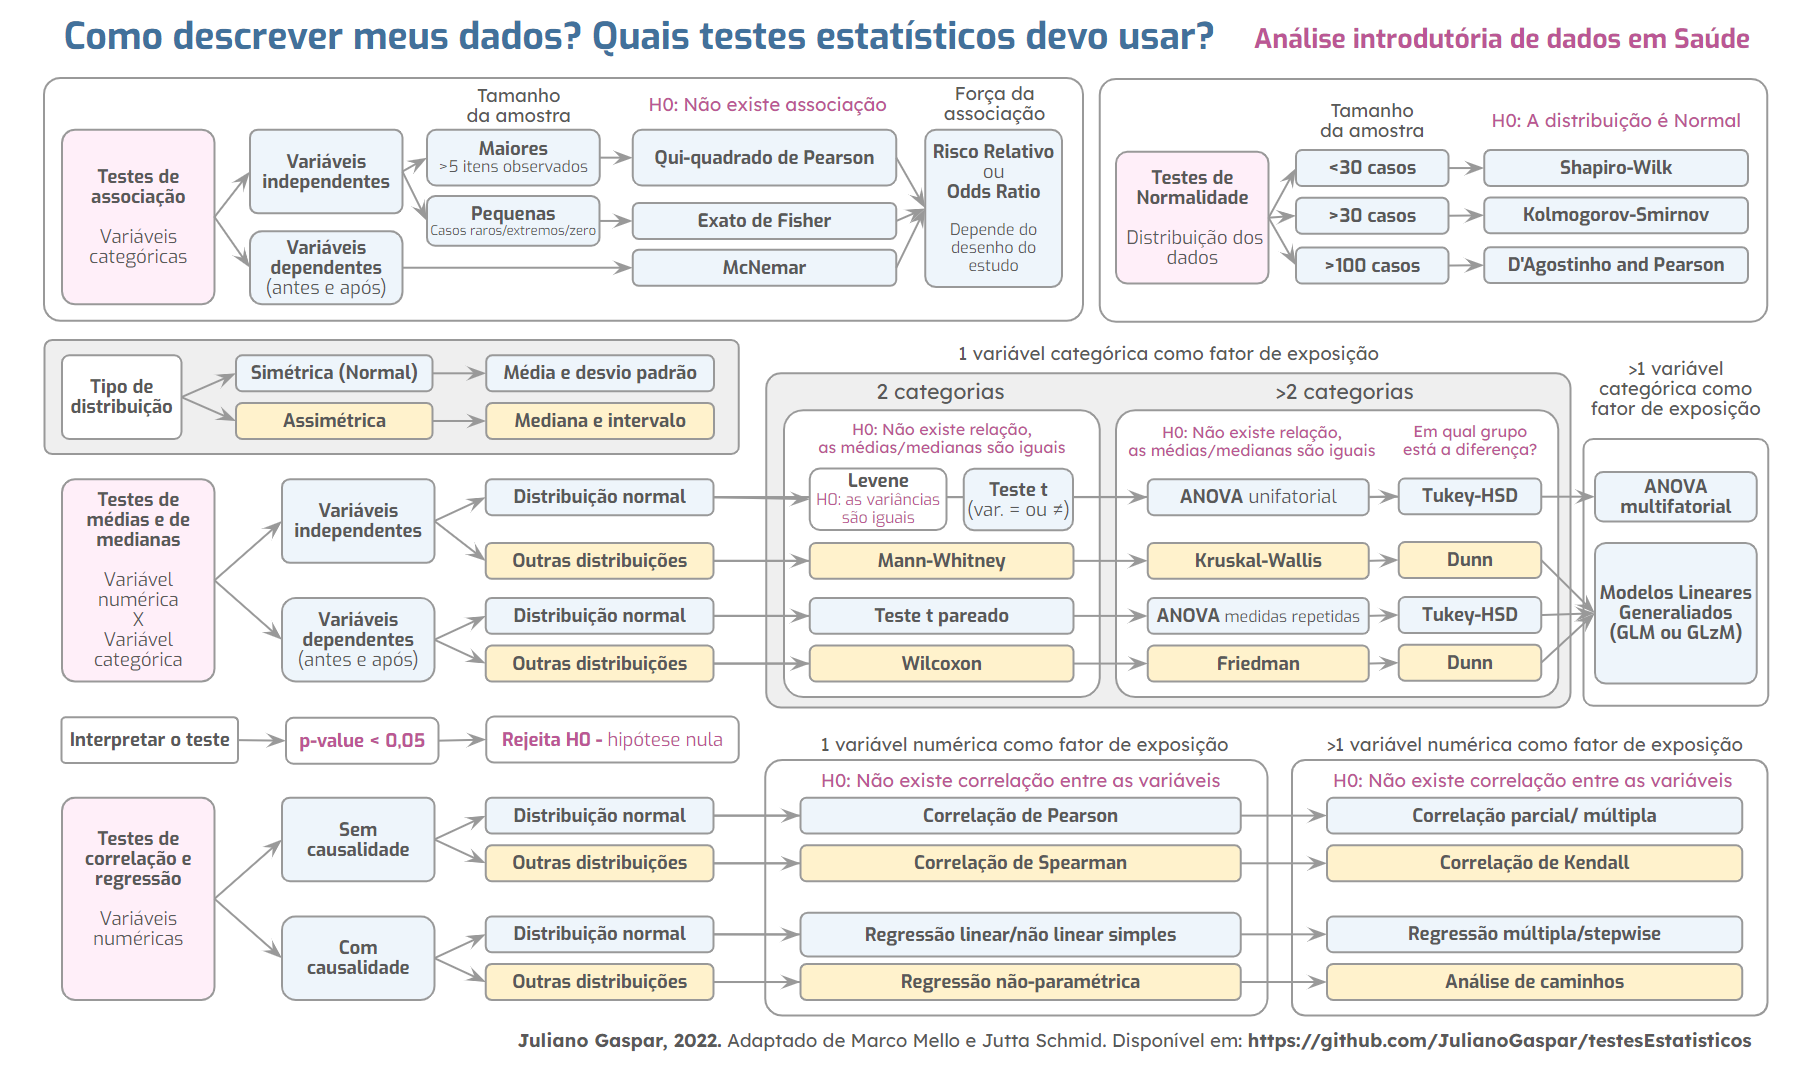 Como descrever meus dados? Quais testes estatísticos devo usar?
Análise introdutória de dados em Saúde
Tamanho
da amostra
H0: Não existe associação
Força da
associação
Testes de
associação
Variáveis
categóricas
Variáveis
independentes
Maiores
>5 itens observados
Qui-quadrado de Pearson
Pequenas
Casos raros/extremos/zero
Exato de Fisher
Variáveis
dependentes
(antes e após)
McNemar
Risco Relativo
ou
Odds Ratio
Depende do
desenho do
estudo
Tamanho
da amostra
H0: A distribuição é Normal
Testes de
Normalidade
Distribuição dos
dados
<30 casos
Shapiro-Wilk
>30 casos
Kolmogorov-Smirnov
>100 casos
D'Agostinho and Pearson
Tipo de
distribuição
Simétrica (Normal)
Média e desvio padrão
Assimétrica
Mediana e intervalo
1 variável categórica como fator de exposição
2 categorias
>2 categorias
>1 variável
categórica como
fator de exposição
H0: Não existe relação,
as médias/medianas são iguais
H0: Não existe relação,
as médias/medianas são iguais
Em qual grupo
está a diferença?
Testes de
médias e de
medianas
Variável
numérica
X
Variável
categórica
Variáveis
independentes
Distribuição normal
Levene
H0: as variâncias
são iguais
Teste t
(var. = ou ≠)
ANOVA unifatorial
Tukey-HSD
ANOVA
multifatorial
Outras distribuições
Mann-Whitney
Kruskal-Wallis
Dunn
Variáveis
dependentes
(antes e após)
Distribuição normal
Teste t pareado
ANOVA medidas repetidas
Tukey-HSD
Outras distribuições
Wilcoxon
Friedman
Dunn
Modelos Lineares
Generaliados
(GLM ou GLzM)
Interpretar o teste
p-value < 0,05
Rejeita H0 - hipótese nula
1 variável numérica como fator de exposição
>1 variável numérica como fator de exposição
H0: Não existe correlação entre as variáveis
H0: Não existe correlação entre as variáveis
Testes de
correlação e
regressão
Variáveis
numéricas
Sem
causalidade
Distribuição normal
Correlação de Pearson
Correlação parcial/ múltipla
Outras distribuições
Correlação de Spearman
Correlação de Kendall
Com
causalidade
Distribuição normal
Regressão linear/não linear simples
Regressão múltipla/stepwise
Outras distribuições
Regressão não-paramétrica
Análise de caminhos
Juliano Gaspar, 2022. Adaptado de Marco Mello e Jutta Schmid. Disponível em: https://github.com/JulianoGaspar/testesEstatisticos